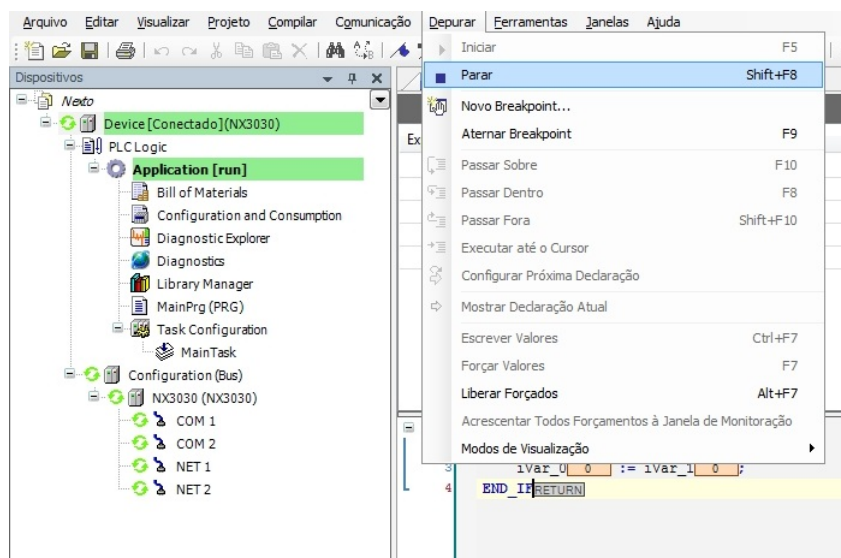 Arquivo Editar Visualizar Projeto Compilar Comunicação Depurar Ferramentas Janelas Ajuda
Dispositivos
Nexto
Device [Conectado](NX3030)
PLC Logic
Application [run]
Bill of Materials
Configuration and Consumption
Diagnostic Explorer
Diagnostics
Library Manager
MainPrg (PRG)
Task Configuration
MainTask
Configuration (Bus)
NX3030 (NX3030)
COM 1
COM 2
NET 1
NET 2
Iniciar F5
Parar Shift+F8
Novo Breakpoint...
Aternar Breakpoint F9
Passar Sobre F10
Passar Dentro F8
Passar Fora Shift+F10
Executar até o Cursor
Configurar Próxima Declaração
Mostrar Declaração Atual
Escrever Valores Ctrl+F7
Forçar Valores F7
Liberar Forçados Alt+F7
Acrescentar Todos Forçamentos à Janela de Monitoração
Modos de Visualização
Ex
3 iVar_0 0 := iVar_1 0 ;
4 END_IF RETURN